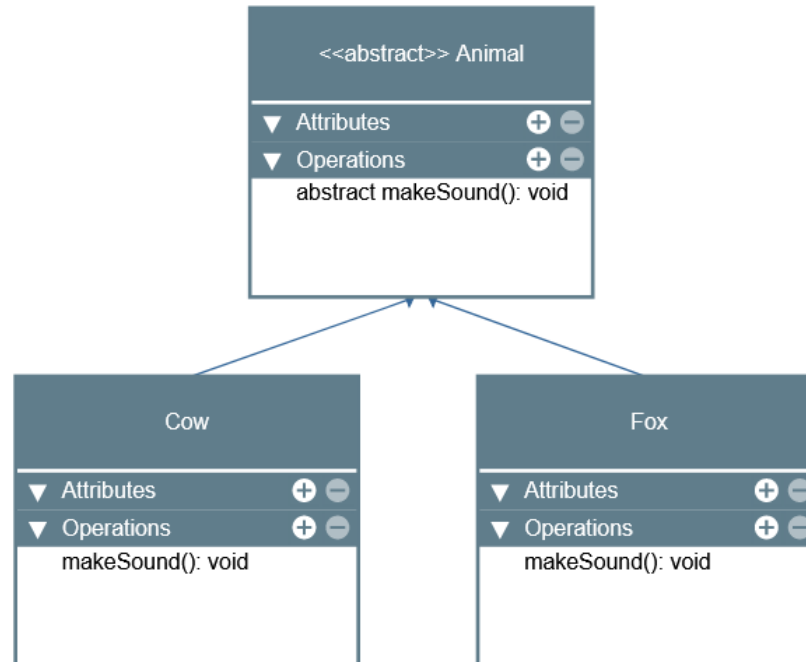 <<abstract>> Animal
Attributes
Operations
abstract makeSound(): void
Cow
Attributes
Operations
makeSound(): void
Fox
Attributes
Operations
makeSound(): void